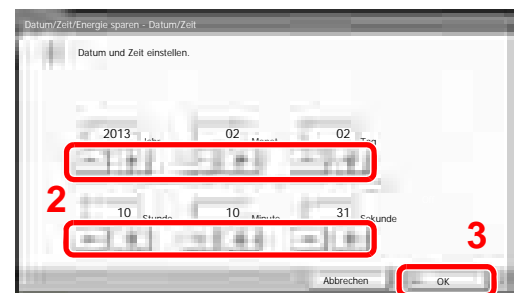 Datum/Zeit/Energie sparen - Datum/Zeit
Datum und Zeit einstellen.
2013 Jahr 02 Monat 02 Tag
2
10 Stunde 10 Minute 31 Sekunde
3
Abbrechen OK